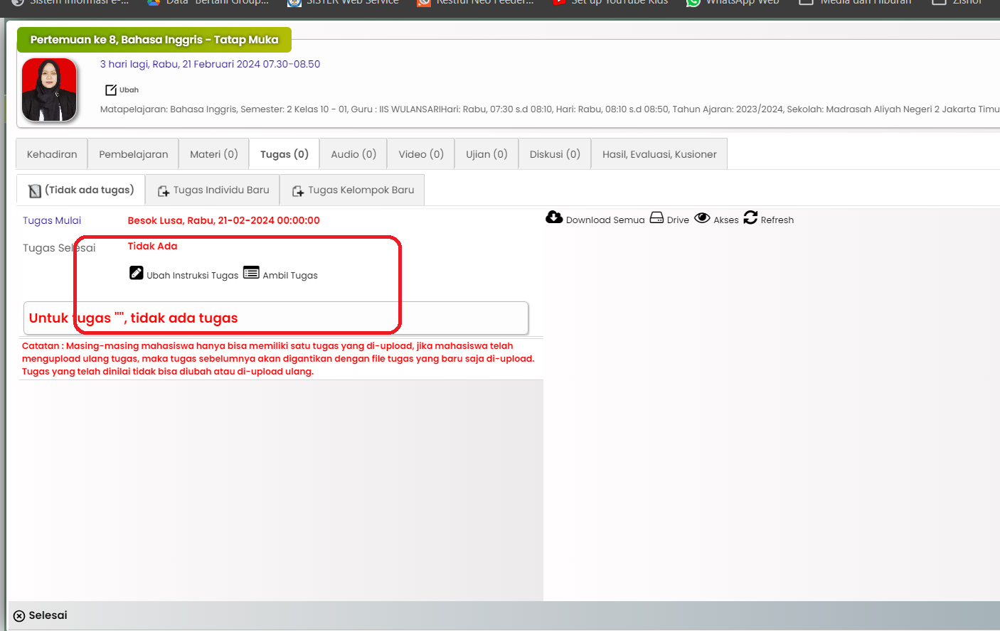 Sistem Informasi e-... Data "Bertani Group... SISTER Web Service Restful Neo Feeder... Set up YouTube Kids WhatsApp Web Media dan Hiburan
Pertemuan ke 8, Bahasa Inggris - Tatap Muka
3 hari lagi, Rabu, 21 Februari 2024 07.30-08.50
Ubah
Matapelajaran: Bahasa Inggris, Semester: 2 Kelas 10 - 01, Guru : IIS WULANSARIHari: Rabu, 07:30 s.d 08:10, Hari: Rabu, 08:10 s.d 08:50, Tahun Ajaran: 2023/2024, Sekolah: Madrasah Aliyah Negeri 2 Jakarta Timu
Kehadiran Pembelajaran Materi (0) Tugas (0) Audio (0) Video (0) Ujian (0) Diskusi (0) Hasil, Evaluasi, Kusioner
(Tidak ada tugas) Tugas Individu Baru Tugas Kelompok Baru
Tugas Mulai Besok Lusa, Rabu, 21-02-2024 00:00:00
Download Semua Drive Akses Refresh
Tugas Selesai Tidak Ada
Ubah Instruksi Tugas Ambil Tugas
Untuk tugas "", tidak ada tugas
Catatan : Masing-masing mahasiswa hanya bisa memiliki satu tugas yang di-upload, jika mahasiswa telah
mengupload ulang tugas, maka tugas sebelumnya akan digantikan dengan file tugas yang baru saja di-upload.
Tugas yang telah dinilai tidak bisa diubah atau di-upload ulang.
Selesai